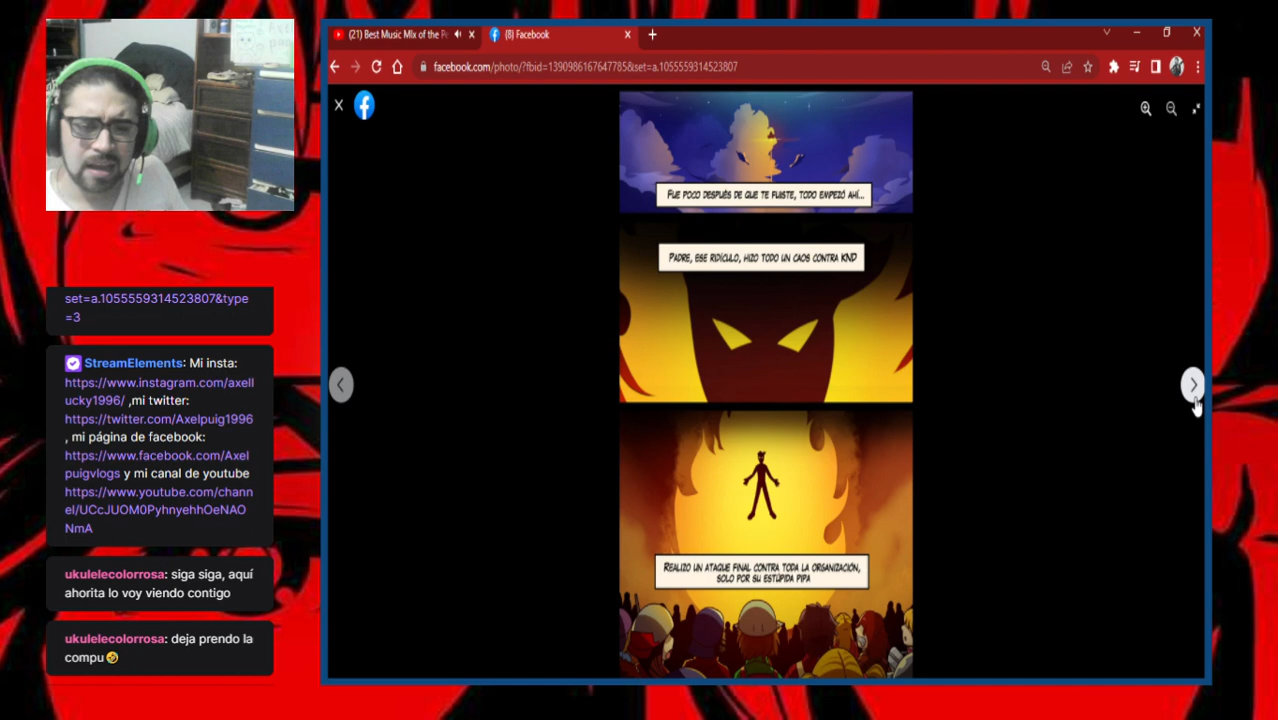 (21) Best Music Mix of the Po
(8) Facebook
facebook.com/photo/?fbid=1390986167647785&set=a.1055559314523807
FUE POCO DESPUÉS DE QUE TE FUISTE, TODO EMPEZÓ AHÍ...
PADRE, ESE RIDÍCULO, HIZO TODO UN CAOS CONTRA KND
REALIZO UN ATAQUE FINAL CONTRA TODA LA ORGANIZACIÓN,
SOLO POR SU ESTÚPIDA PIPA
set=a.1055559314523807&type
=3
StreamElements: Mi insta:
https://www.instagram.com/axell
ucky1996/ ,mi twitter:
https://twitter.com/Axelpuig1996
, mi página de facebook:
https://www.facebook.com/Axel
puigvlogs y mi canal de youtube
https://www.youtube.com/chann
el/UCcJUOM0PyhnyehhOeNAO
NmA
ukulelecolorrosa: siga siga, aquí
ahorita lo voy viendo contigo
ukulelecolorrosa: deja prendo la
compu🤣